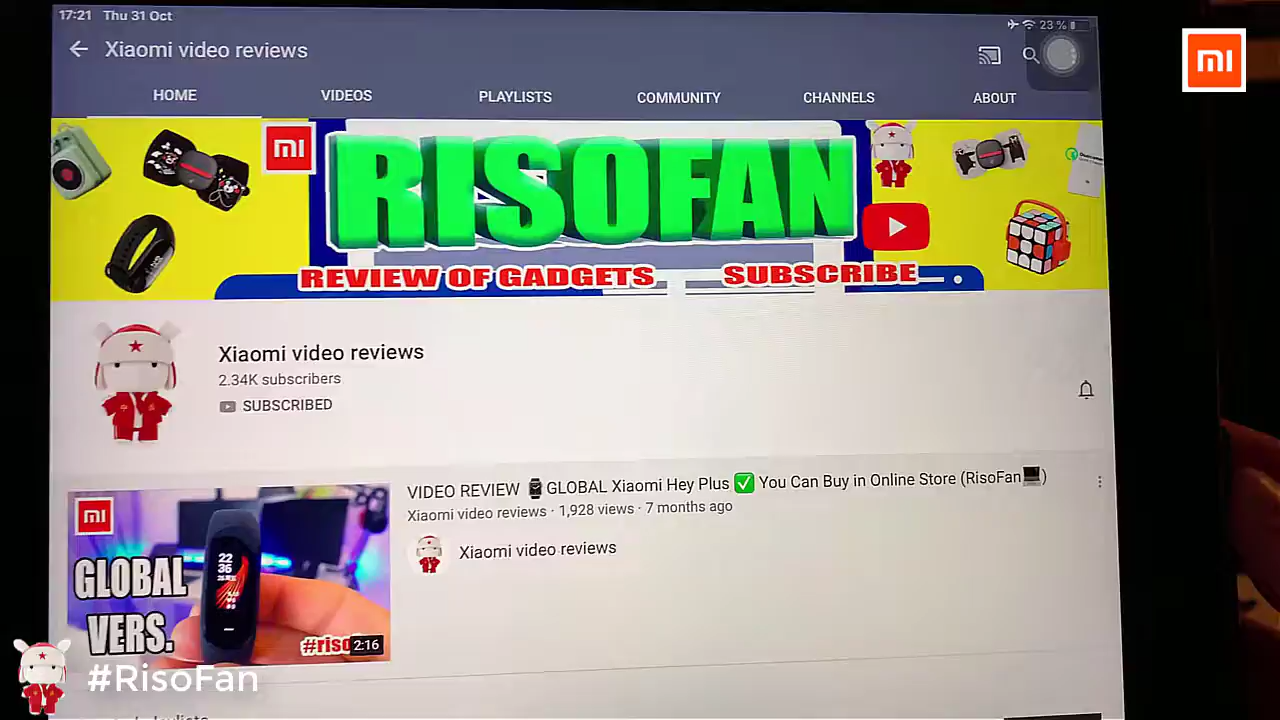 17:21 Thu 31 Oct
23 %
Xiaomi video reviews
HOME VIDEOS PLAYLISTS COMMUNITY CHANNELS ABOUT
RISOFAN
REVIEW OF GADGETS SUBSCRIBE
Xiaomi video reviews
2.34K subscribers
SUBSCRIBED
VIDEO REVIEW ⌚GLOBAL Xiaomi Hey Plus ✅ You Can Buy in Online Store (RisoFan💻)
Xiaomi video reviews · 1,928 views · 7 months ago
Xiaomi video reviews
mi
mi
mi
22
36
GLOBAL
VERS.
#riso
2:16
#RisoFan